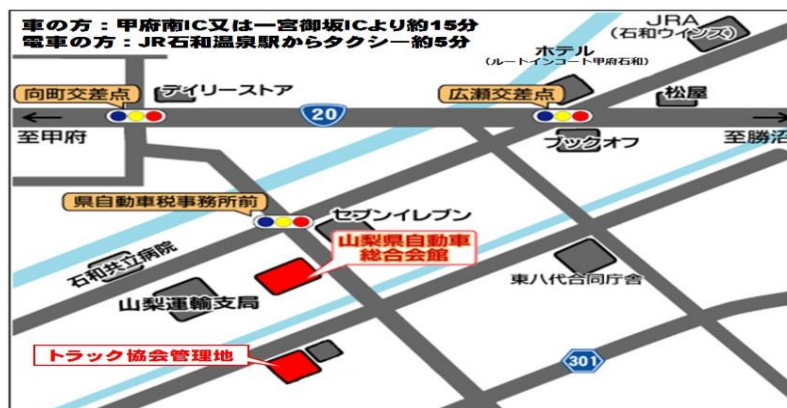 車の方：甲府南IC又は一宮御坂ICより約15分
電車の方：JR石和温泉駅からタクシー約5分
JRA
(石和ウインズ)
ホテル
(ルートインコート甲府石和)
向町交差点
デイリーストア
広瀬交差点
松屋
20
至甲府
ブックオフ
至勝沼
県自動車税事務所前
セブンイレブン
山梨県自動車
総合会館
石和共立病院
山梨運輸支局
東八代合同庁舎
トラック協会管理地
301